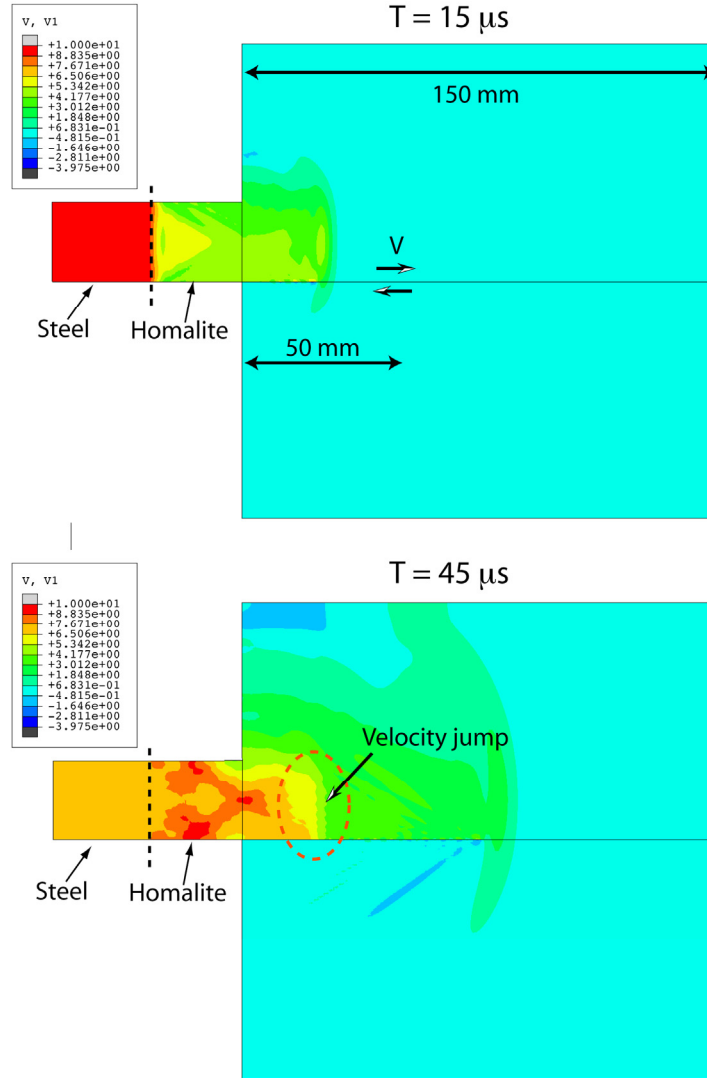 T = 15 μs
V, V1
+1.000e+01
+8.835e+00
+7.671e+00
+6.506e+00
+5.342e+00
+4.177e+00
+3.012e+00
+1.848e+00
+6.831e-01
-4.815e-01
-1.646e+00
-2.811e+00
-3.975e+00
150 mm
V
Steel
Homalite
50 mm
T = 45 μs
V, V1
+1.000e+01
+8.835e+00
+7.671e+00
+6.506e+00
+5.342e+00
+4.177e+00
+3.012e+00
+1.848e+00
+6.831e-01
-4.815e-01
-1.646e+00
-2.811e+00
-3.975e+00
Velocity jump
Steel
Homalite